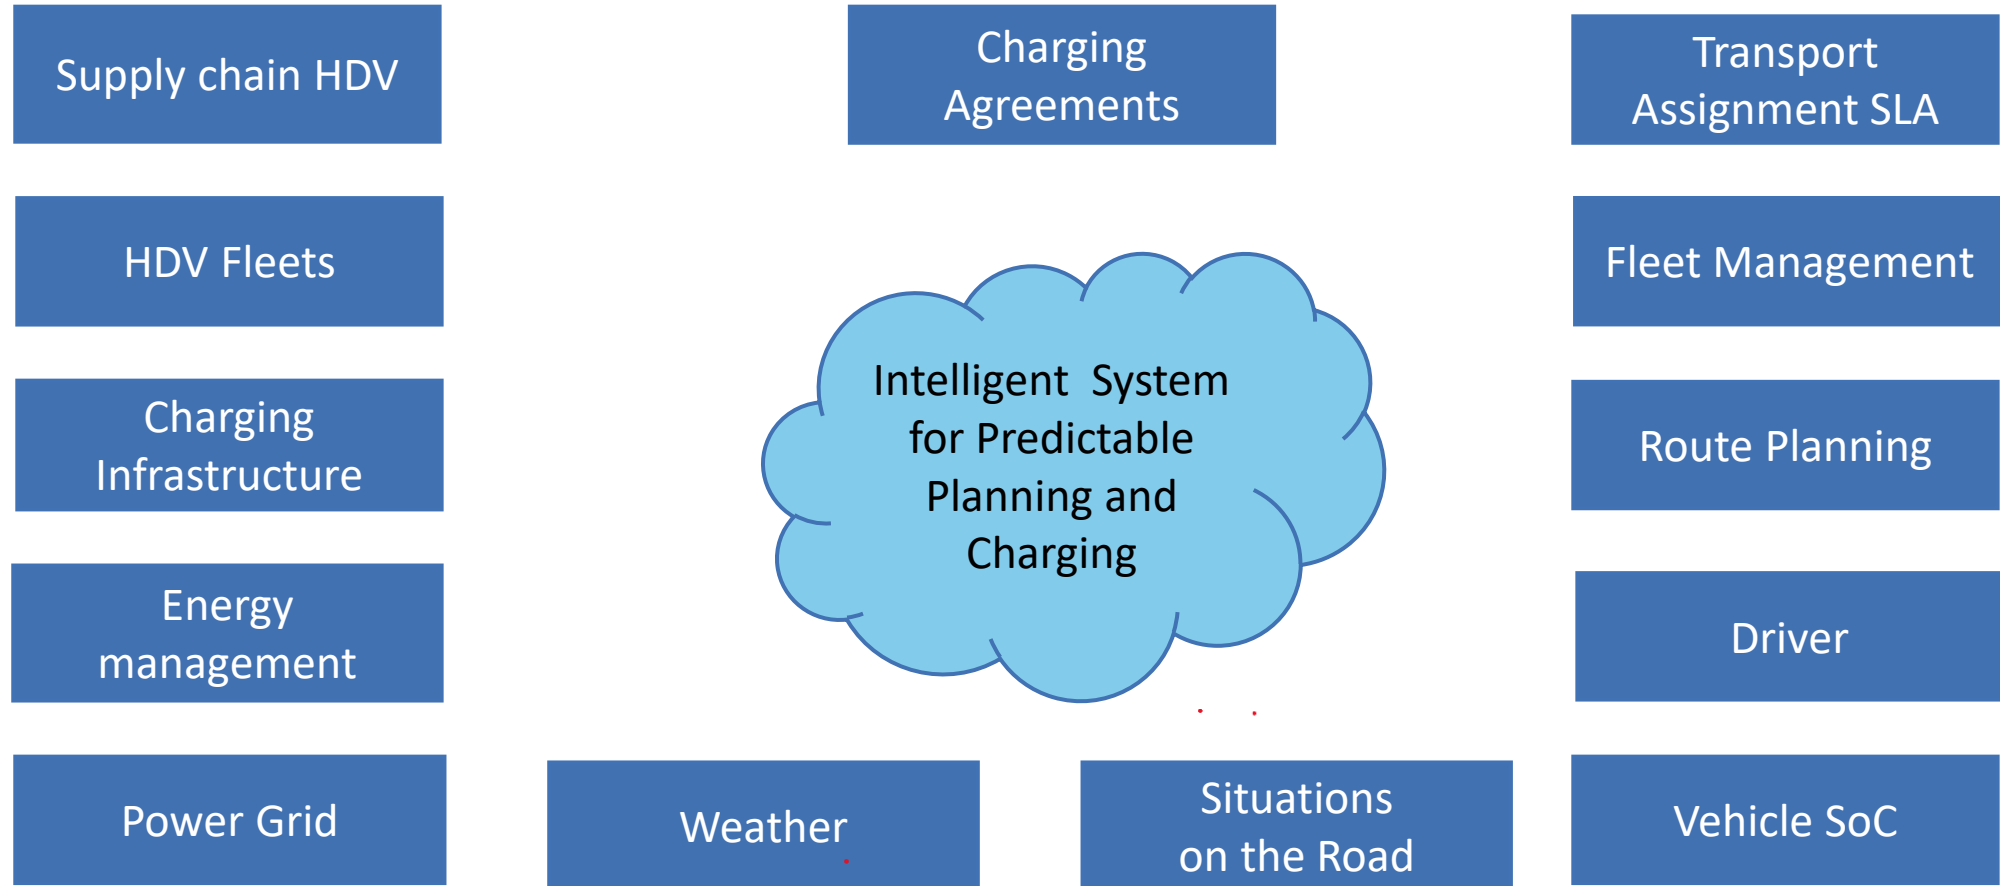 Supply chain HDV
Charging
Agreements
Transport
Assignment SLA
HDV Fleets
Fleet Management
Charging
Infrastructure
Intelligent  System
for Predictable
Planning and
Charging
Route Planning
Energy
management
Driver
Power Grid
Weather
Situations
on the Road
Vehicle SoC